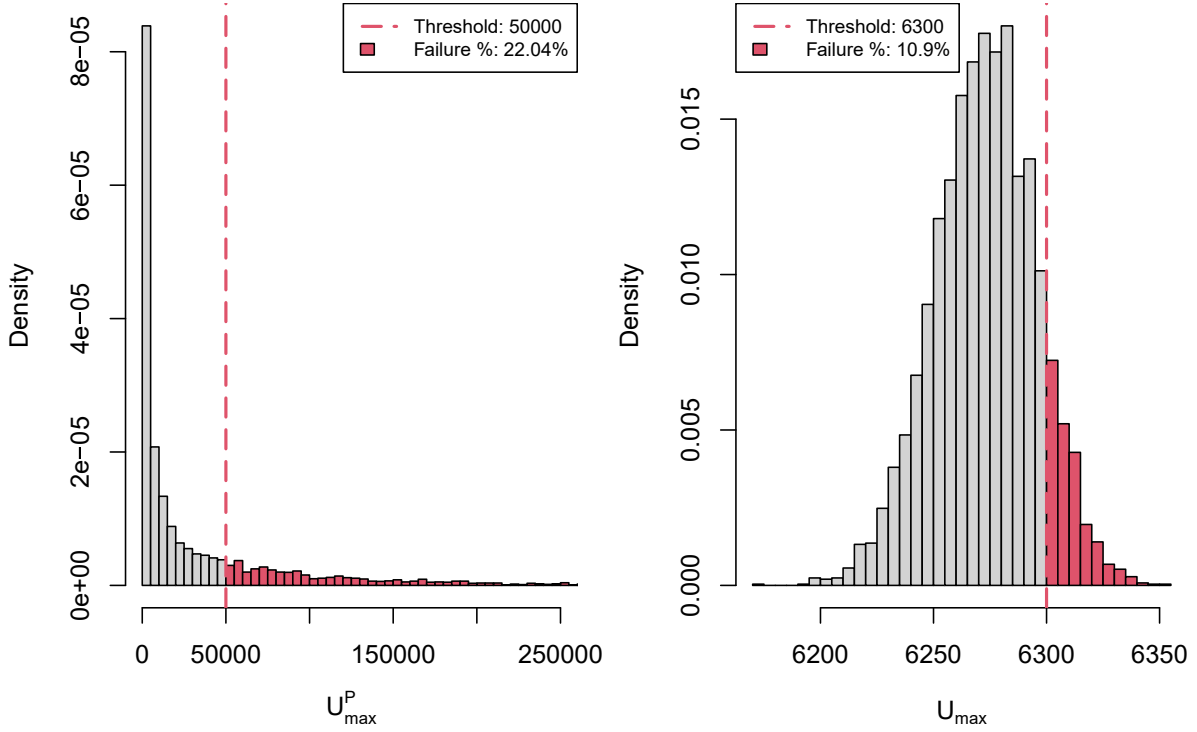 Threshold: 50000
Failure %: 22.04%
Density
0e+00 2e−05 4e−05 6e−05 8e−05
0 50000 150000 250000
U^P_max
Threshold: 6300
Failure %: 10.9%
Density
0.000 0.005 0.010 0.015
6200 6250 6300 6350
U_max